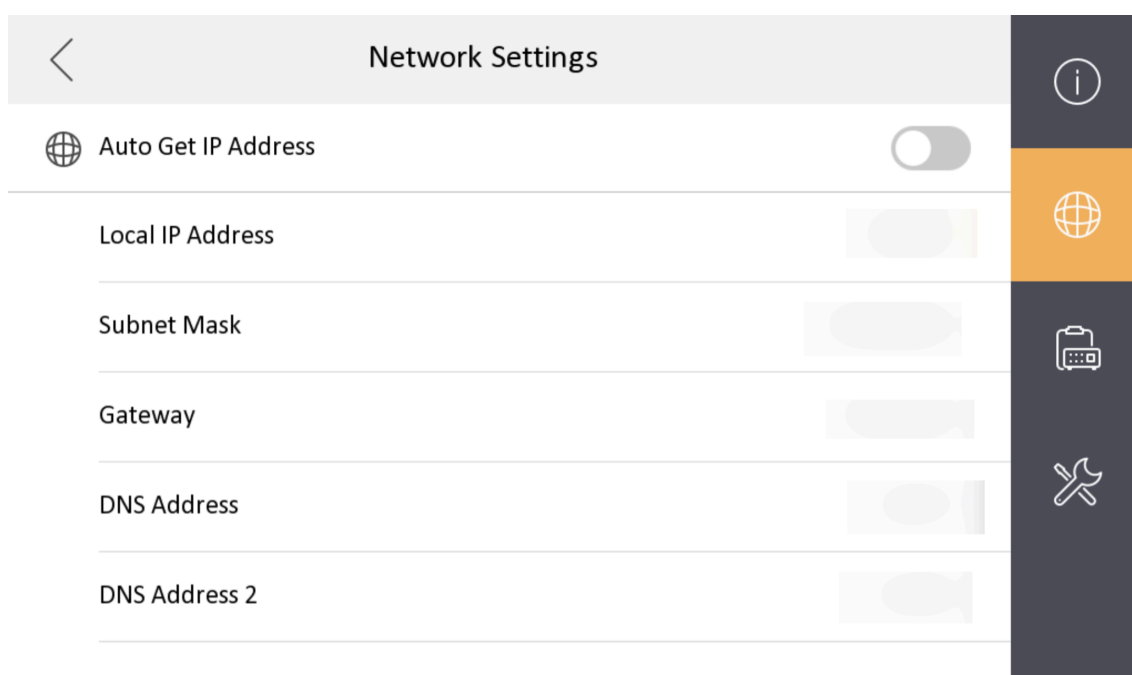 Network Settings
Auto Get IP Address
Local IP Address
Subnet Mask
Gateway
DNS Address
DNS Address 2